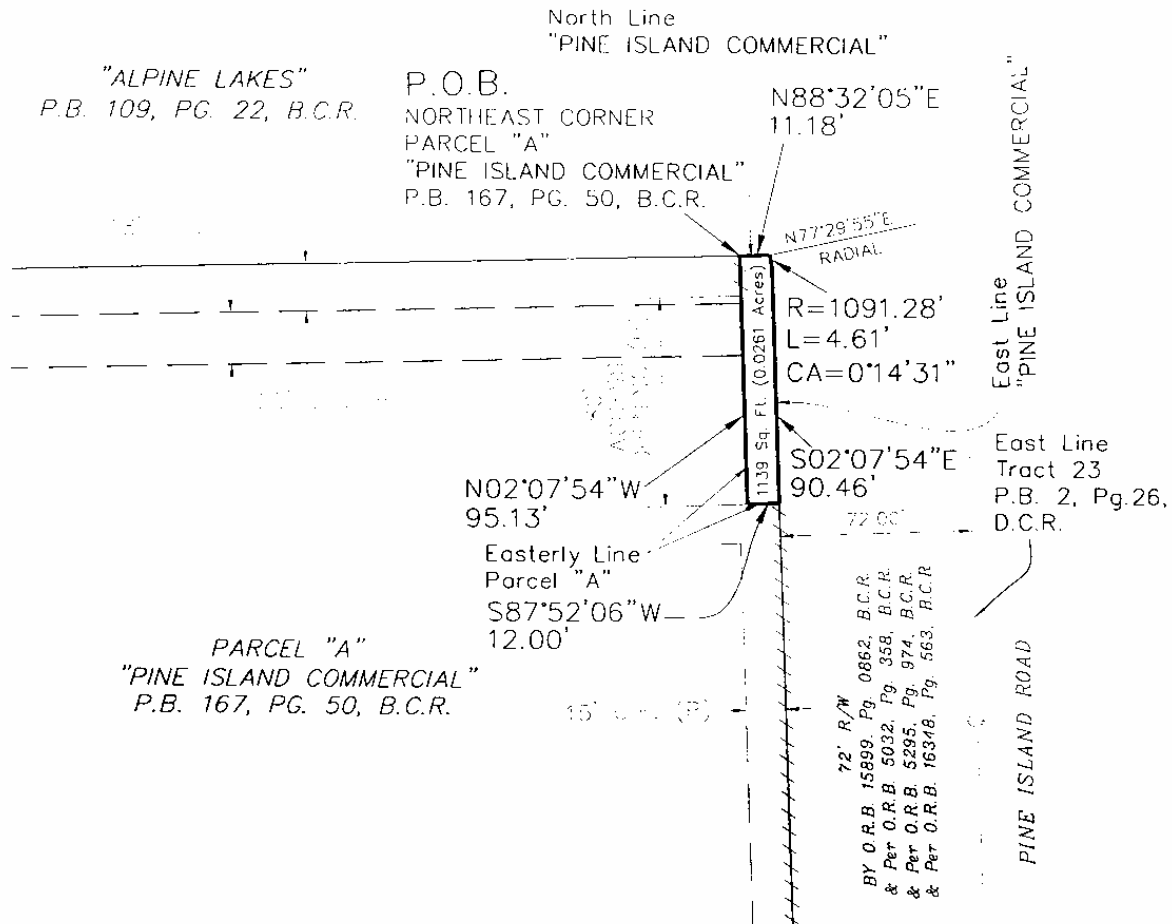 North Line
"PINE ISLAND COMMERCIAL"
"ALPINE LAKES"
P.B. 109, PG. 22, B.C.R.
P.O.B.
NORTHEAST CORNER
PARCEL "A"
"PINE ISLAND COMMERCIAL"
P.B. 167, PG. 50, B.C.R.
N88°32'05"E
11.18'
N77°29'55"E
RADIAL
East Line
"PINE ISLAND COMMERCIAL"
R=1091.28'
L=4.61'
CA=0°14'31"
1139 Sq. Ft. (0.0261 Acres)
S02°07'54"E
90.46'
East Line
Tract 23
P.B. 2, Pg.26,
D.C.R.
N02°07'54"W
95.13'
72.00'
Easterly Line
Parcel "A"
S87°52'06"W
12.00'
PARCEL "A"
"PINE ISLAND COMMERCIAL"
P.B. 167, PG. 50, B.C.R.
15' (P)
72' R/W
BY O.R.B. 15899, Pg. 0862, B.C.R.
& Per O.R.B. 5032, Pg. 358, B.C.R.
& Per O.R.B. 5295, Pg. 974, B.C.R.
& Per O.R.B. 16348, Pg. 563, B.C.R
PINE ISLAND ROAD